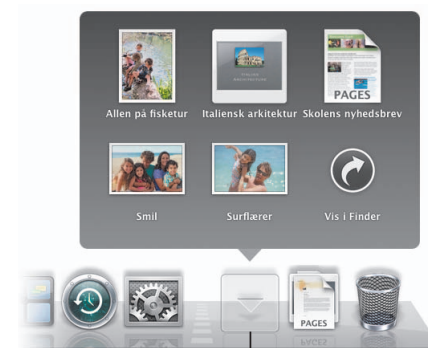 PAGES
Allen på fisketur Italiensk arkitektur Skolens nyhedsbrev
Smil Surflærer Vis i Finder
PAGES